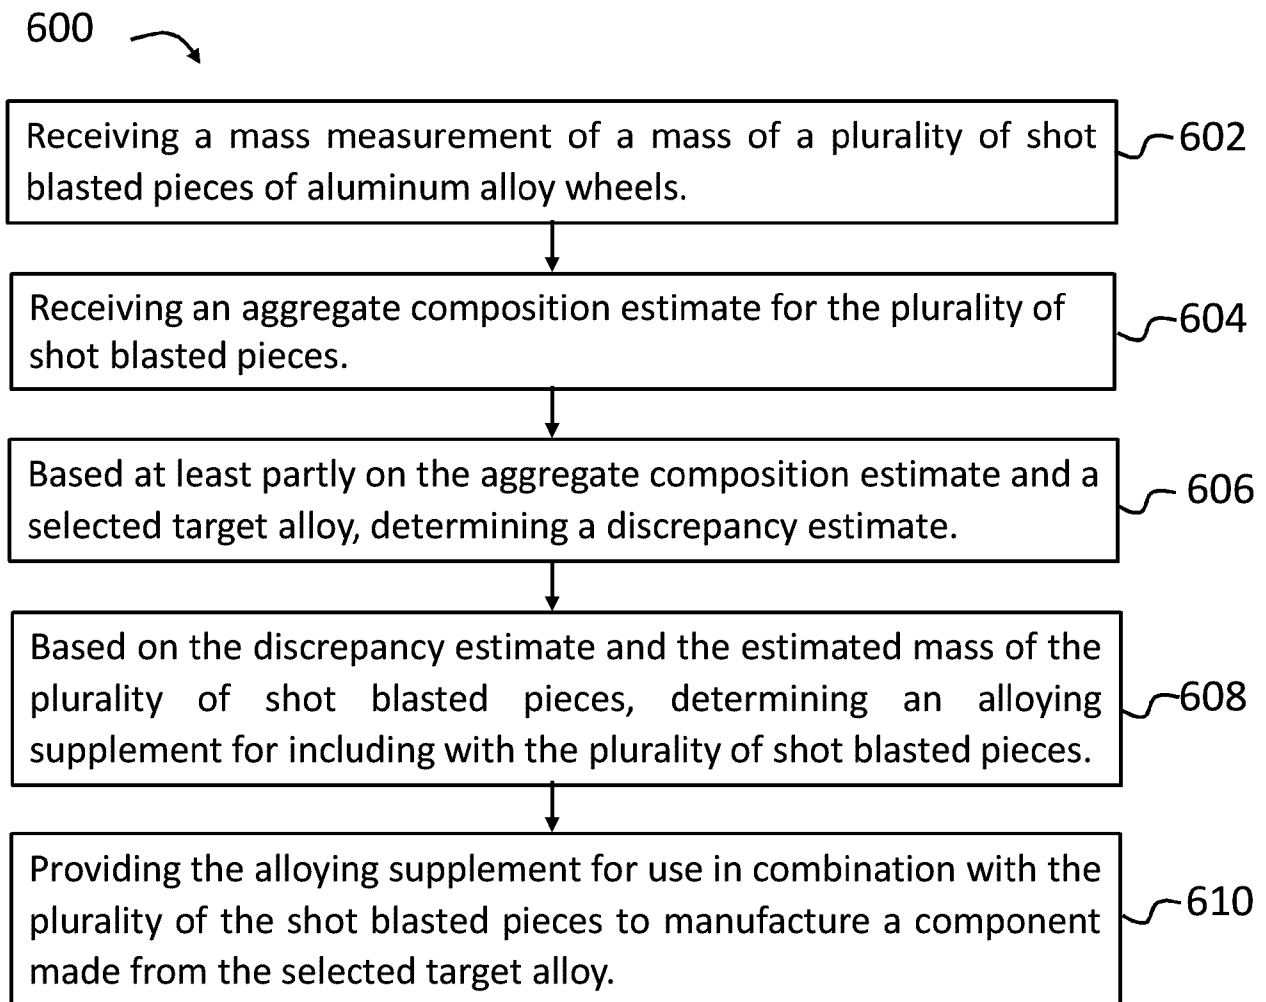 600
Receiving a mass measurement of a mass of a plurality of shot
blasted pieces of aluminum alloy wheels.
602
Receiving an aggregate composition estimate for the plurality of
shot blasted pieces.
604
Based at least partly on the aggregate composition estimate and a
selected target alloy, determining a discrepancy estimate.
606
Based on the discrepancy estimate and the estimated mass of the
plurality of shot blasted pieces, determining an alloying
supplement for including with the plurality of shot blasted pieces.
608
Providing the alloying supplement for use in combination with the
plurality of the shot blasted pieces to manufacture a component
made from the selected target alloy.
610